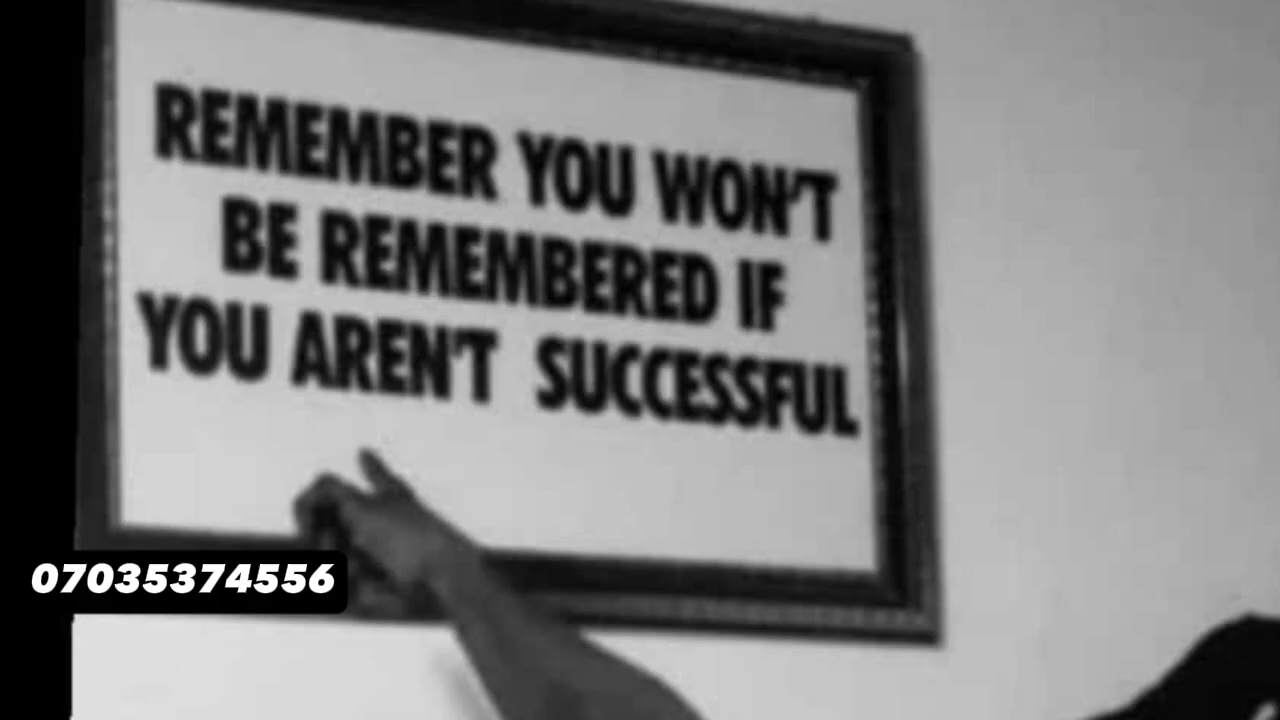 REMEMBER YOU WON'T
BE REMEMBERED IF
YOU AREN'T SUCCESSFUL
07035374556